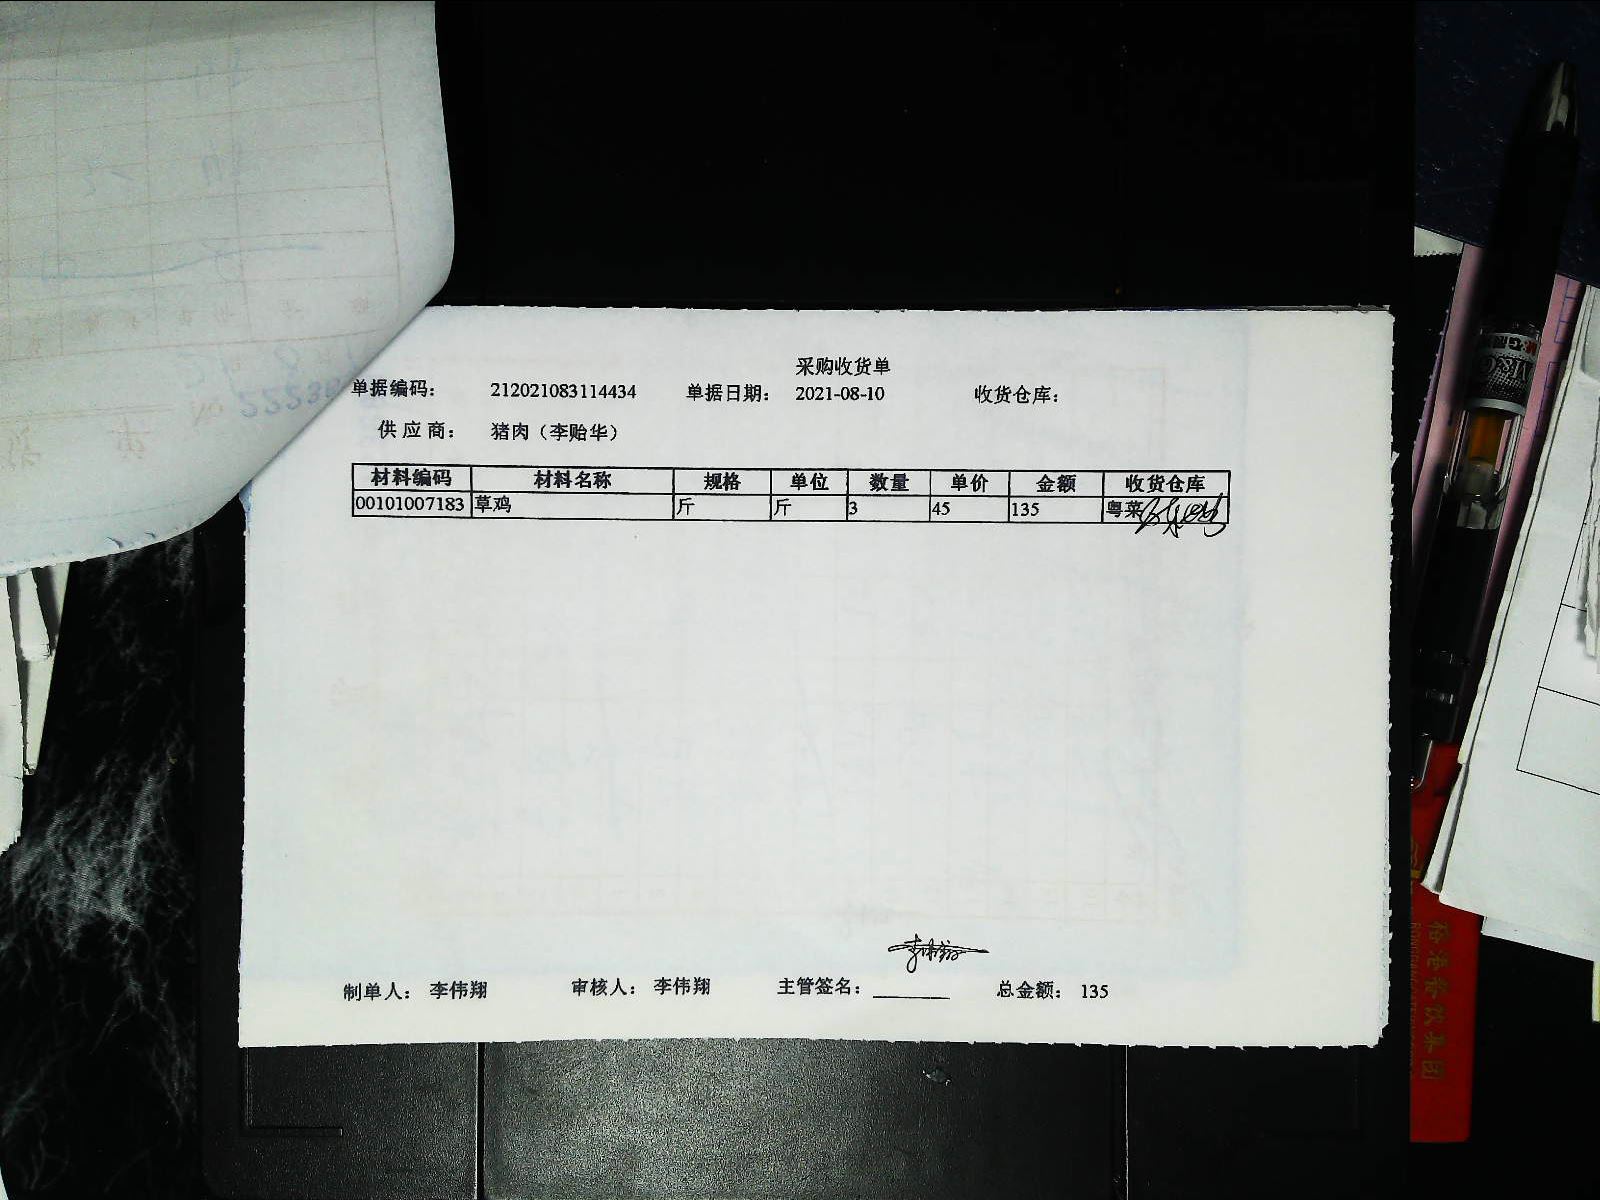 采购收货单
单据编码： 212021083114434 单据日期： 2021-08-10 收货仓库：
供应商： 猪肉（李贻华）
材料编码 材料名称 规格 单位 数量 单价 金额 收货仓库
00101007183 草鸡 斤 斤 3 45 135 粤菜
李伟翔
制单人： 李伟翔 审核人： 李伟翔 主管签名： 总金额： 135
M&G